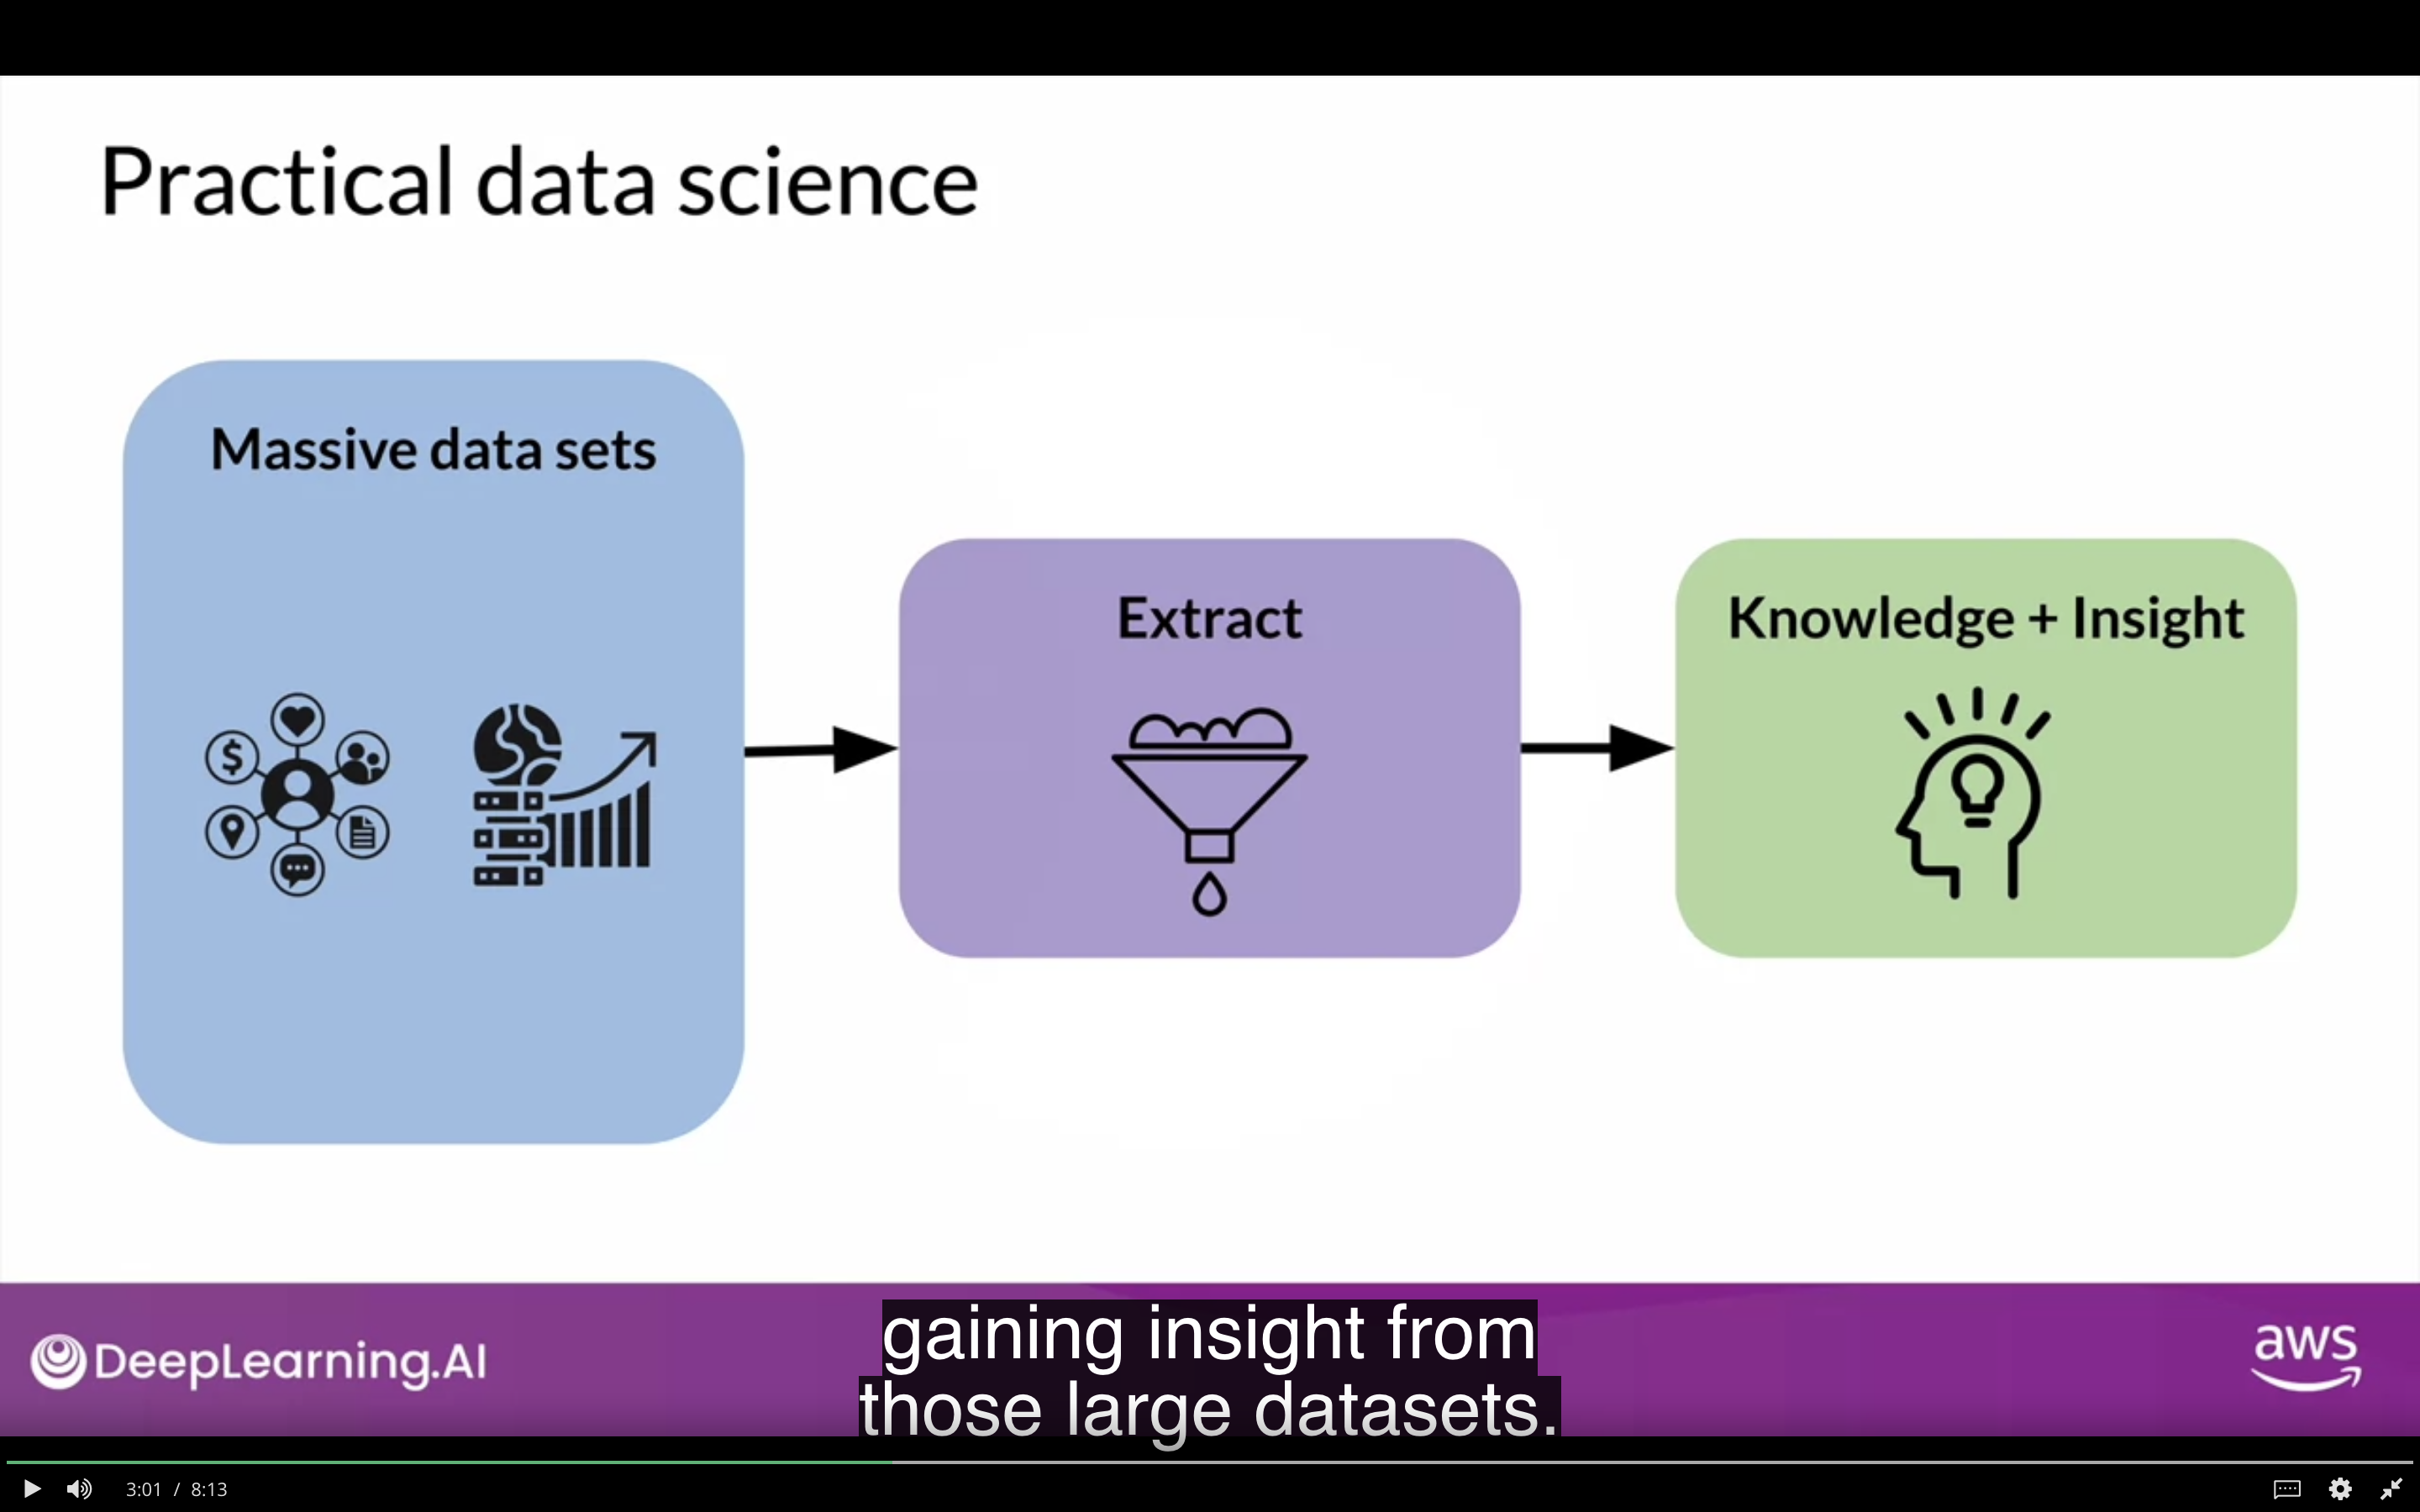 Practical data science
Massive data sets
Extract
Knowledge + Insight
$
DeepLearning.AI
gaining insight from
those large datasets.
aws
3:01 / 8:13